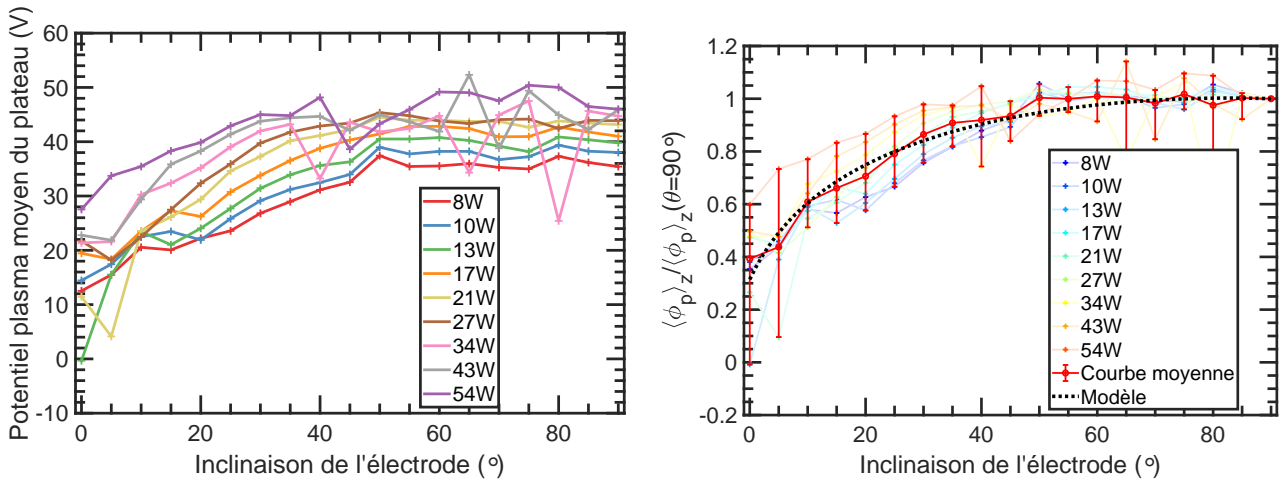 Potentiel plasma moyen du plateau (V)
60
50
40
30
20
10
0
-10
0 20 40 60 80
Inclinaison de l'électrode (°)
8W
10W
13W
17W
21W
27W
34W
43W
54W
⟨ϕp⟩z/⟨ϕp⟩z(θ=90°)
1.2
1
0.8
0.6
0.4
0.2
0
-0.2
0 20 40 60 80
Inclinaison de l'électrode (°)
8W
10W
13W
17W
21W
27W
34W
43W
54W
Courbe moyenne
Modèle